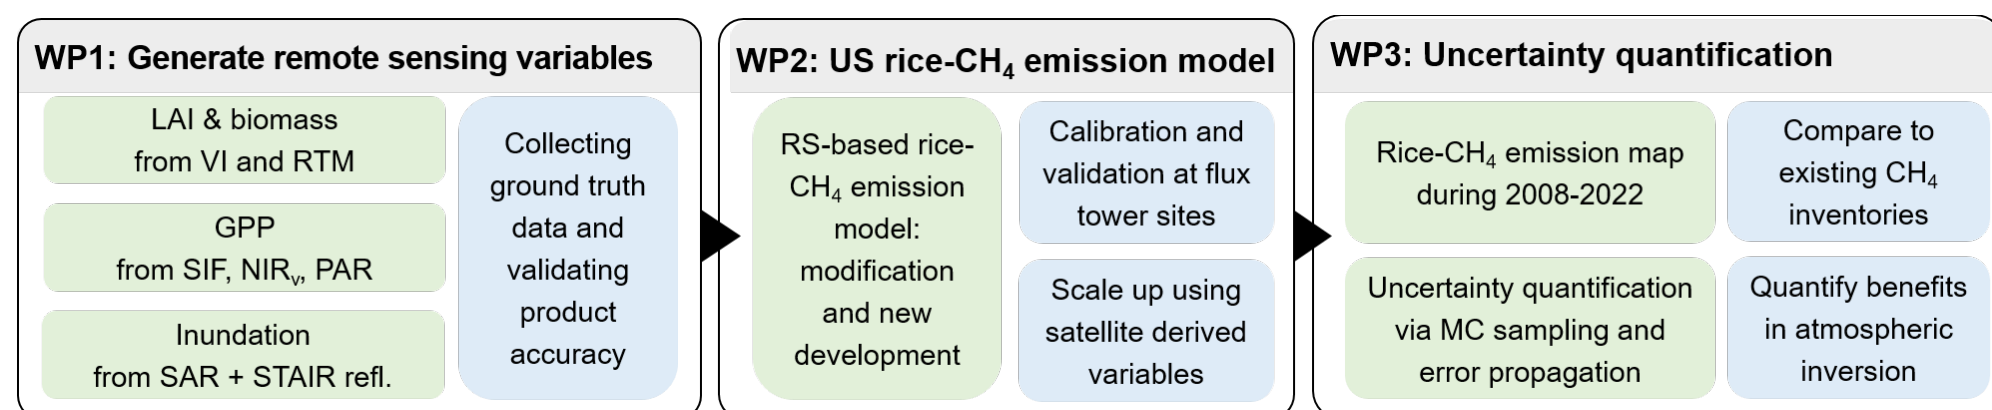 WP1: Generate remote sensing variables
LAI & biomass
from VI and RTM
GPP
from SIF, NIRᵥ, PAR
Inundation
from SAR + STAIR refl.
Collecting
ground truth
data and
validating
product
accuracy
WP2: US rice-CH₄ emission model
RS-based rice-
CH₄ emission
model:
modification
and new
development
Calibration and
validation at flux
tower sites
Scale up using
satellite derived
variables
WP3: Uncertainty quantification
Rice-CH₄ emission map
during 2008-2022
Uncertainty quantification
via MC sampling and
error propagation
Compare to
existing CH₄
inventories
Quantify benefits
in atmospheric
inversion